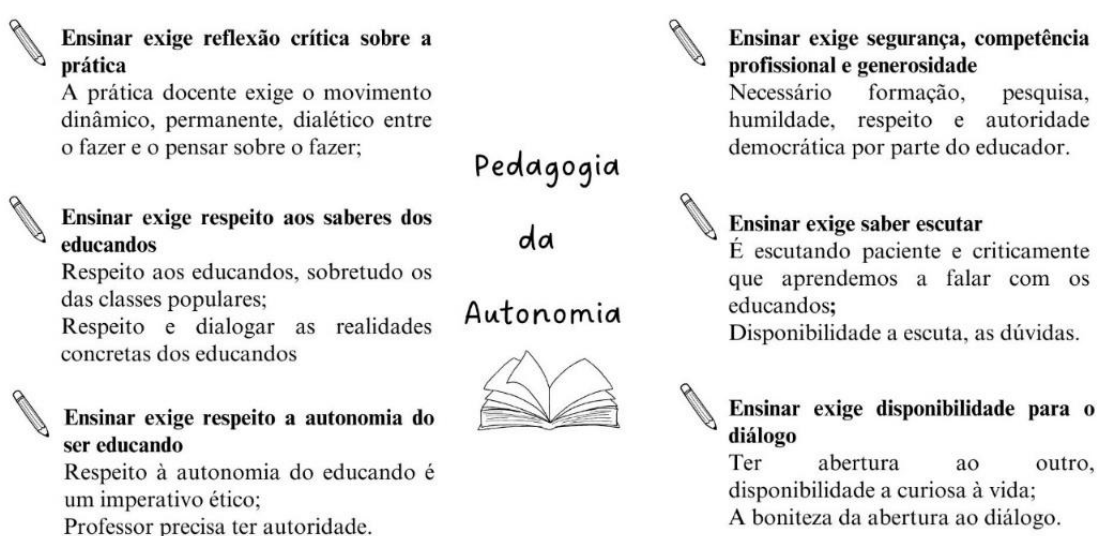 Ensinar exige reflexão crítica sobre a
prática
A prática docente exige o movimento
dinâmico, permanente, dialético entre
o fazer e o pensar sobre o fazer;
Ensinar exige respeito aos saberes dos
educandos
Respeito aos educandos, sobretudo os
das classes populares;
Respeito e dialogar as realidades
concretas dos educandos
Ensinar exige respeito a autonomia do
ser educando
Respeito à autonomia do educando é
um imperativo ético;
Professor precisa ter autoridade.
Pedagogia
da
Autonomia
Ensinar exige segurança, competência
profissional e generosidade
Necessário formação, pesquisa,
humildade, respeito e autoridade
democrática por parte do educador.
Ensinar exige saber escutar
É escutando paciente e criticamente
que aprendemos a falar com os
educandos;
Disponibilidade a escuta, as dúvidas.
Ensinar exige disponibilidade para o
diálogo
Ter abertura ao outro,
disponibilidade a curiosa à vida;
A boniteza da abertura ao diálogo.